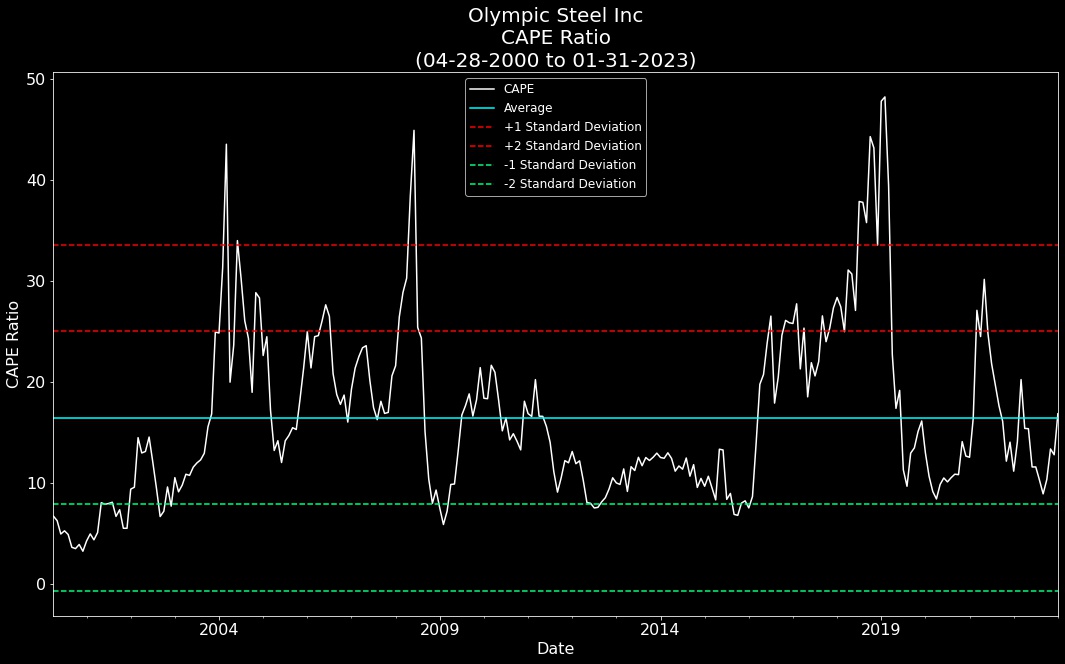 Olympic Steel Inc
CAPE Ratio
(04-28-2000 to 01-31-2023)
CAPE
Average
+1 Standard Deviation
+2 Standard Deviation
-1 Standard Deviation
-2 Standard Deviation
50
40
30
20
10
0
CAPE Ratio
2004 2009 2014 2019
Date